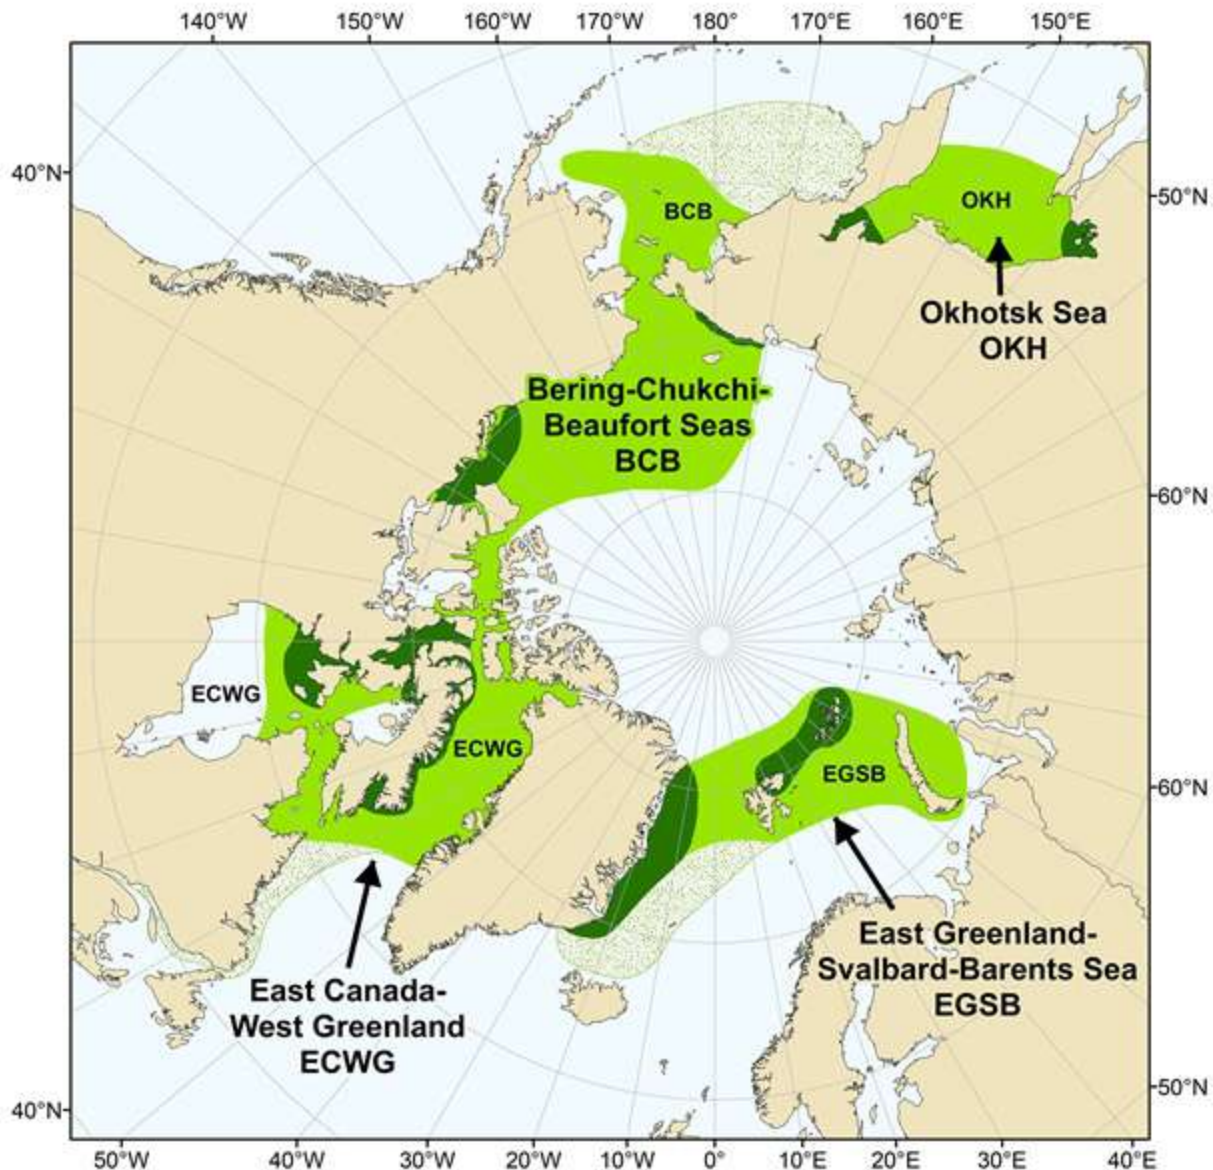 140°W 150°W 160°W 170°W 180° 170°E 160°E 150°E
40°N
50°N
BCB
OKH
Okhotsk Sea
OKH
Bering-Chukchi-
Beaufort Seas
BCB
60°N
ECWG
ECWG
EGSB
60°N
East Greenland-
Svalbard-Barents Sea
EGSB
East Canada-
West Greenland
ECWG
50°N
40°N
50°W 40°W 30°W 20°W 10°W 0° 10°E 20°E 30°E 40°E